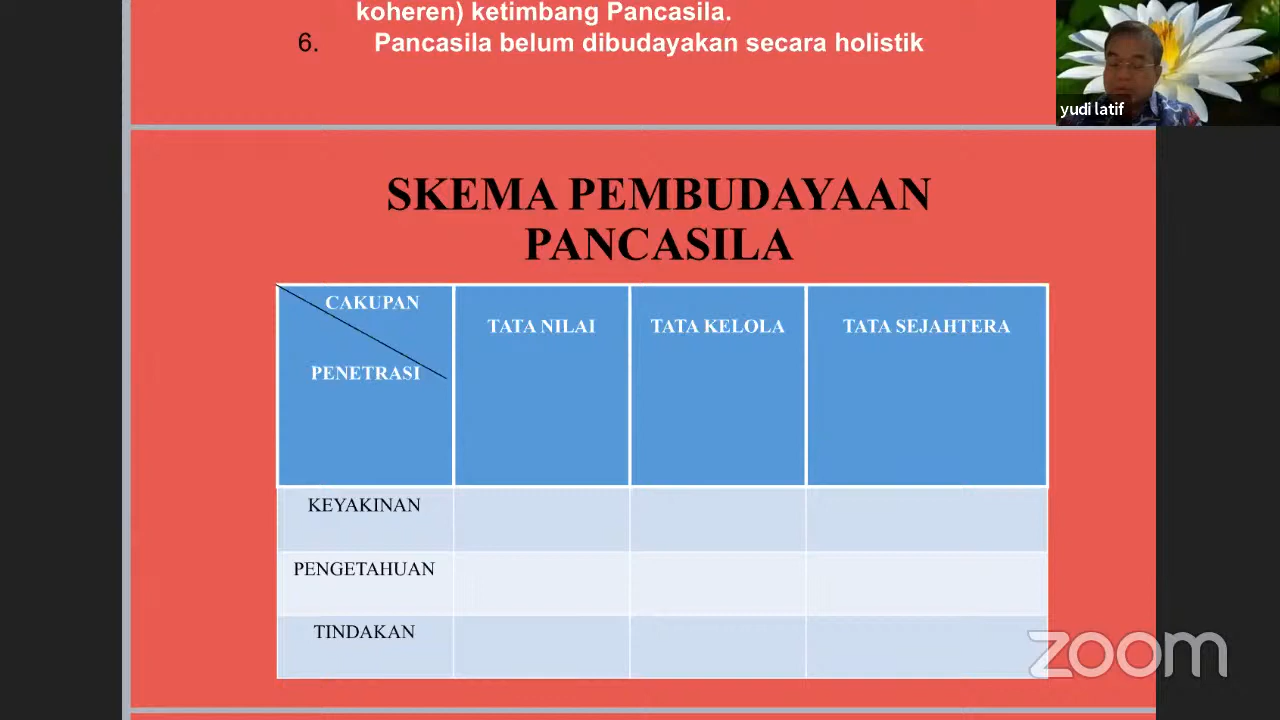 koheren) ketimbang Pancasila.
6. Pancasila belum dibudayakan secara holistik
yudi latif
SKEMA PEMBUDAYAAN
PANCASILA
CAKUPAN
PENETRASI
TATA NILAI
TATA KELOLA
TATA SEJAHTERA
KEYAKINAN
PENGETAHUAN
TINDAKAN
zoom